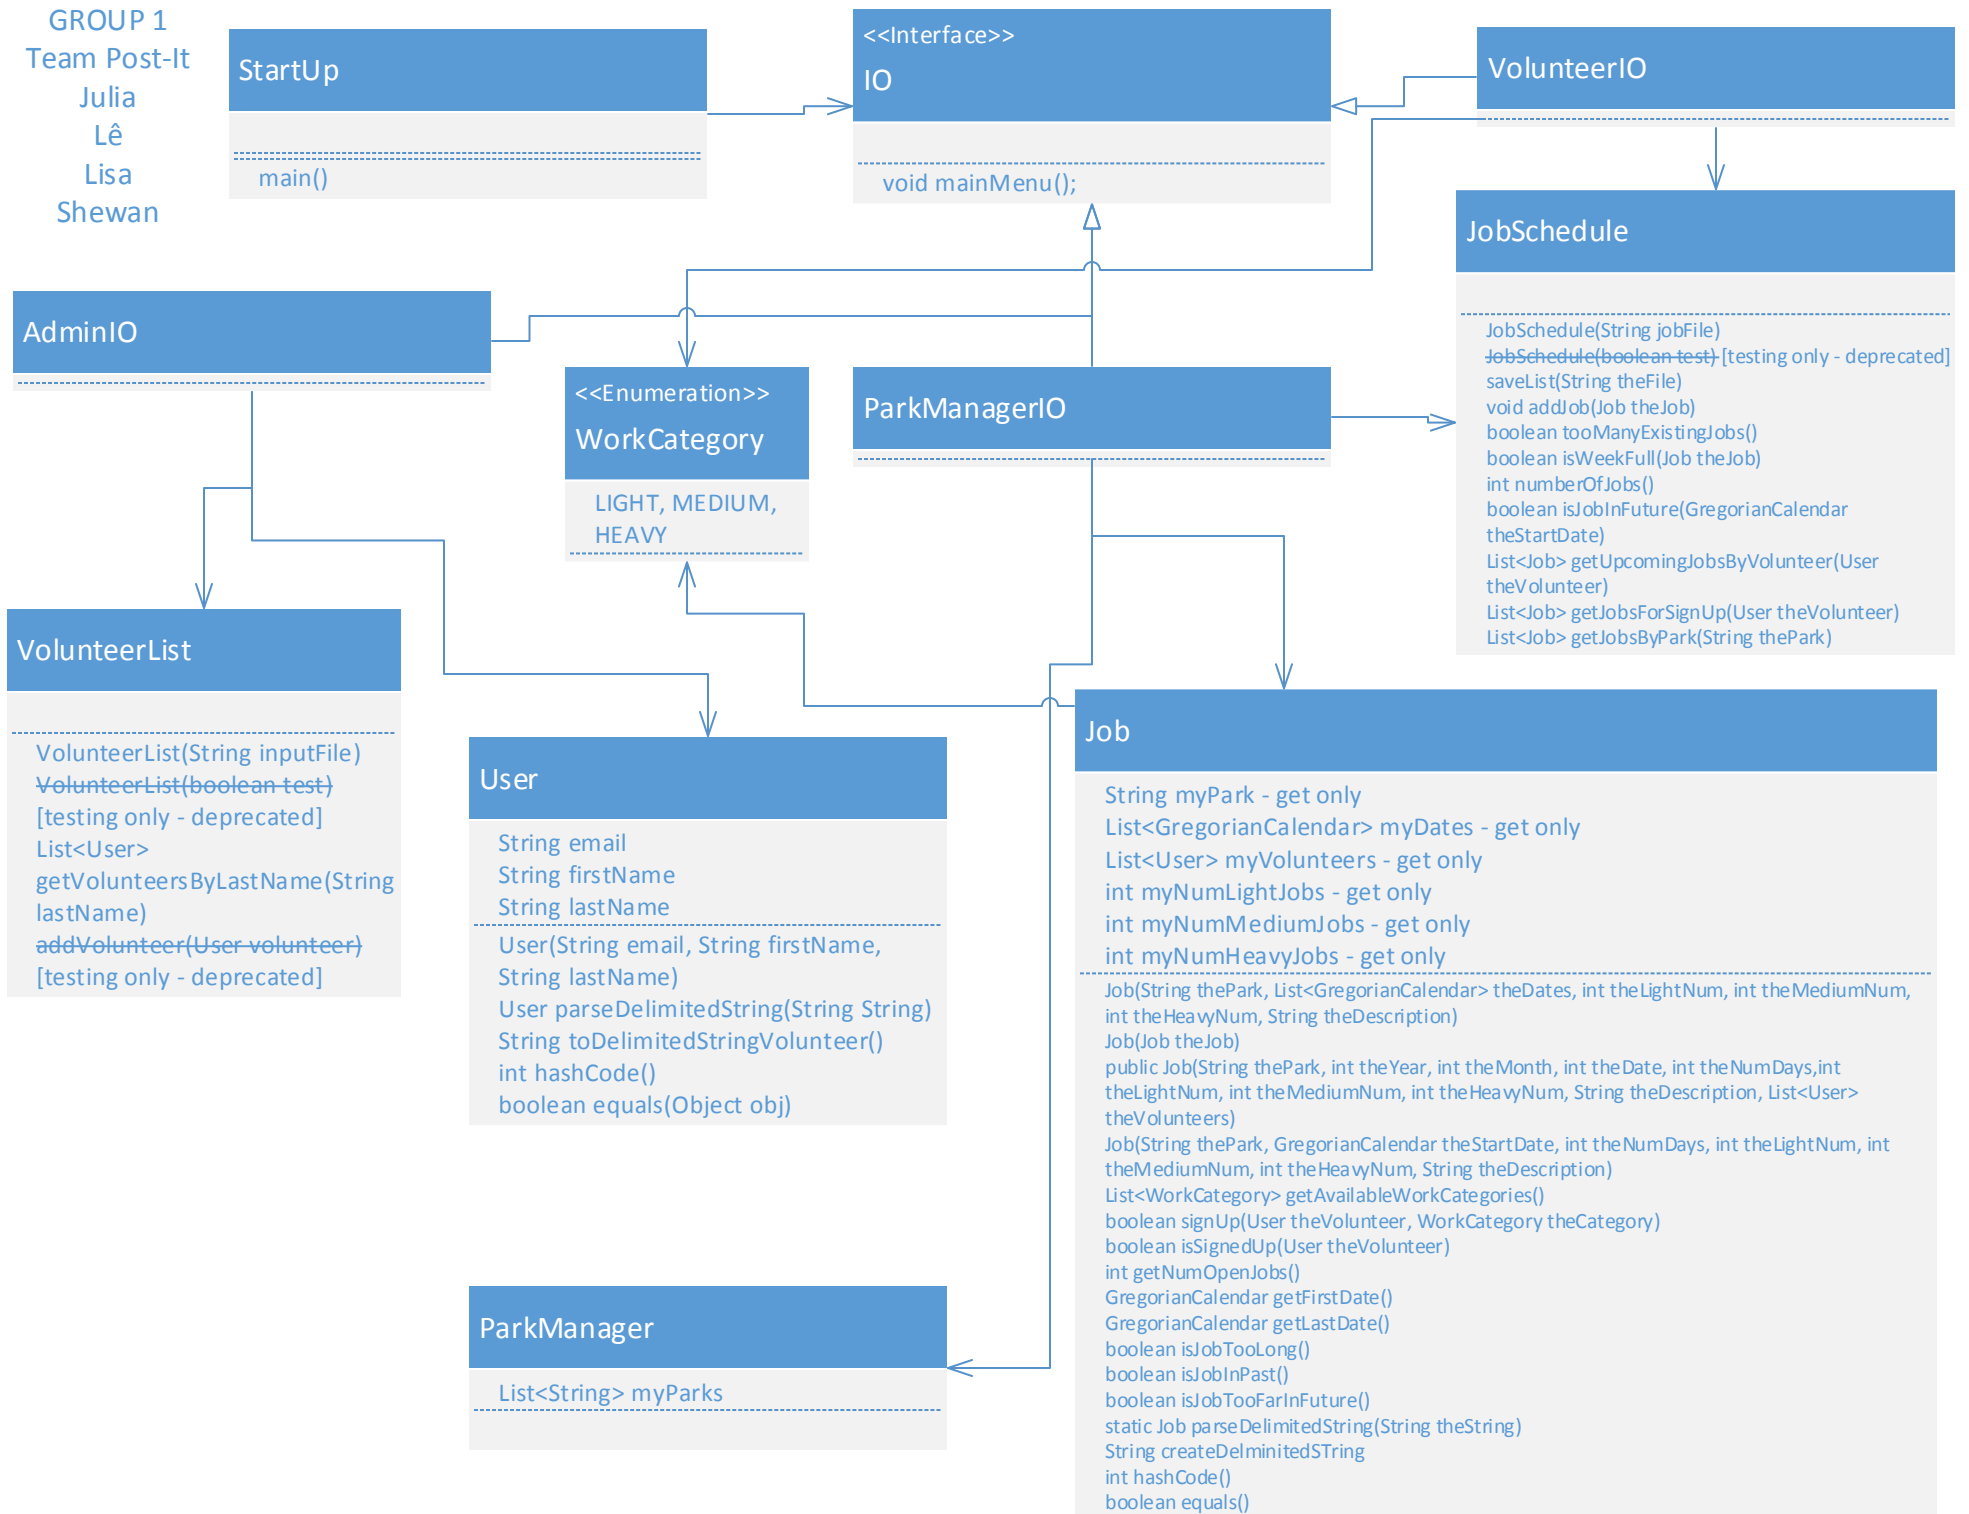 GROUP 1
Team Post-It
Julia
Lê
Lisa
Shewan
StartUp
main()
<<Interface>>
IO
void mainMenu();
VolunteerIO
JobSchedule
JobSchedule(String jobFile)
JobSchedule(boolean test) [testing only - deprecated]
saveList(String theFile)
void addJob(Job theJob)
boolean tooManyExistingJobs()
boolean isWeekFull(Job theJob)
int numberOfJobs()
boolean isJobInFuture(GregorianCalendar
theStartDate)
List<Job> getUpcomingJobsByVolunteer(User
theVolunteer)
List<Job> getJobsForSignUp(User theVolunteer)
List<Job> getJobsByPark(String thePark)
AdminIO
<<Enumeration>>
WorkCategory
LIGHT, MEDIUM,
HEAVY
ParkManagerIO
VolunteerList
VolunteerList(String inputFile)
VolunteerList(boolean test)
[testing only - deprecated]
List<User>
getVolunteersByLastName(String
lastName)
addVolunteer(User volunteer)
[testing only - deprecated]
User
String email
String firstName
String lastName
User(String email, String firstName,
String lastName)
User parseDelimitedString(String String)
String toDelimitedStringVolunteer()
int hashCode()
boolean equals(Object obj)
Job
String myPark - get only
List<GregorianCalendar> myDates - get only
List<User> myVolunteers - get only
int myNumLightJobs - get only
int myNumMediumJobs - get only
int myNumHeavyJobs - get only
Job(String thePark, List<GregorianCalendar> theDates, int theLightNum, int theMediumNum,
int theHeavyNum, String theDescription)
Job(Job theJob)
public Job(String thePark, int theYear, int theMonth, int theDate, int theNumDays,int
theLightNum, int theMediumNum, int theHeavyNum, String theDescription, List<User>
theVolunteers)
Job(String thePark, GregorianCalendar theStartDate, int theNumDays, int theLightNum, int
theMediumNum, int theHeavyNum, String theDescription)
List<WorkCategory> getAvailableWorkCategories()
boolean signUp(User theVolunteer, WorkCategory theCategory)
boolean isSignedUp(User theVolunteer)
int getNumOpenJobs()
GregorianCalendar getFirstDate()
GregorianCalendar getLastDate()
boolean isJobTooLong()
boolean isJobInPast()
boolean isJobTooFarInFuture()
static Job parseDelimitedString(String theString)
String createDelminitedSTring
int hashCode()
boolean equals()
ParkManager
List<String> myParks